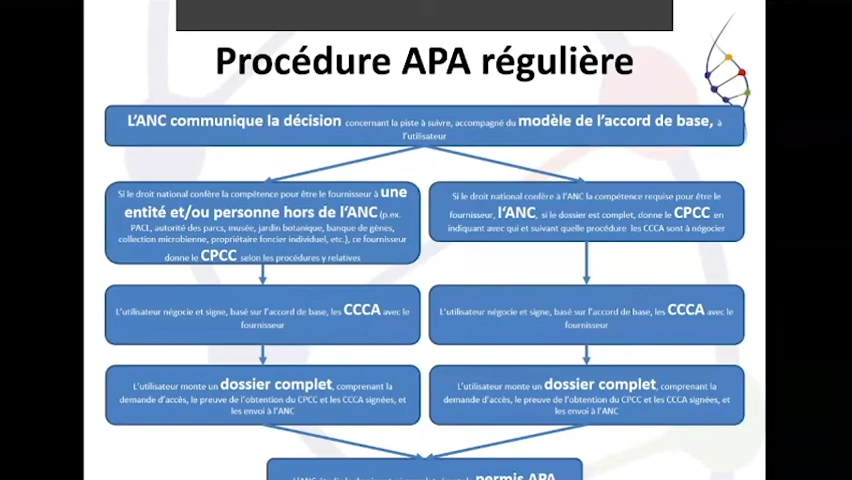 Procédure APA régulière
L'ANC communique la décision concernant la piste à suivre, accompagné du modèle de l'accord de base, à
l'utilisateur
Si le droit national confère la compétence pour être le fournisseur à une
entité et/ou personne hors de l'ANC (p.ex.
PACL, autorité des parcs, musée, jardin botanique, banque de gènes,
collection microbienne, propriétaire foncier individuel, etc.), ce fournisseur
donne le CPCC selon les procédures y relatives
Si le droit national confère à l'ANC la compétence requise pour être le
fournisseur, l'ANC, si le dossier est complet, donne le CPCC en
indiquant avec qui et suivant quelle procédure les CCCA sont à négocier
L'utilisateur négocie et signe, basé sur l'accord de base, les CCCA avec le
fournisseur
L'utilisateur négocie et signe, basé sur l'accord de base, les CCCA avec le
fournisseur
L'utilisateur monte un dossier complet, comprenant la
demande d'accès, le preuve de l'obtention du CPCC et les CCCA signées, et
les envoi à l'ANC
L'utilisateur monte un dossier complet, comprenant la
demande d'accès, le preuve de l'obtention du CPCC et les CCCA signées, et
les envoi à l'ANC
permis APA